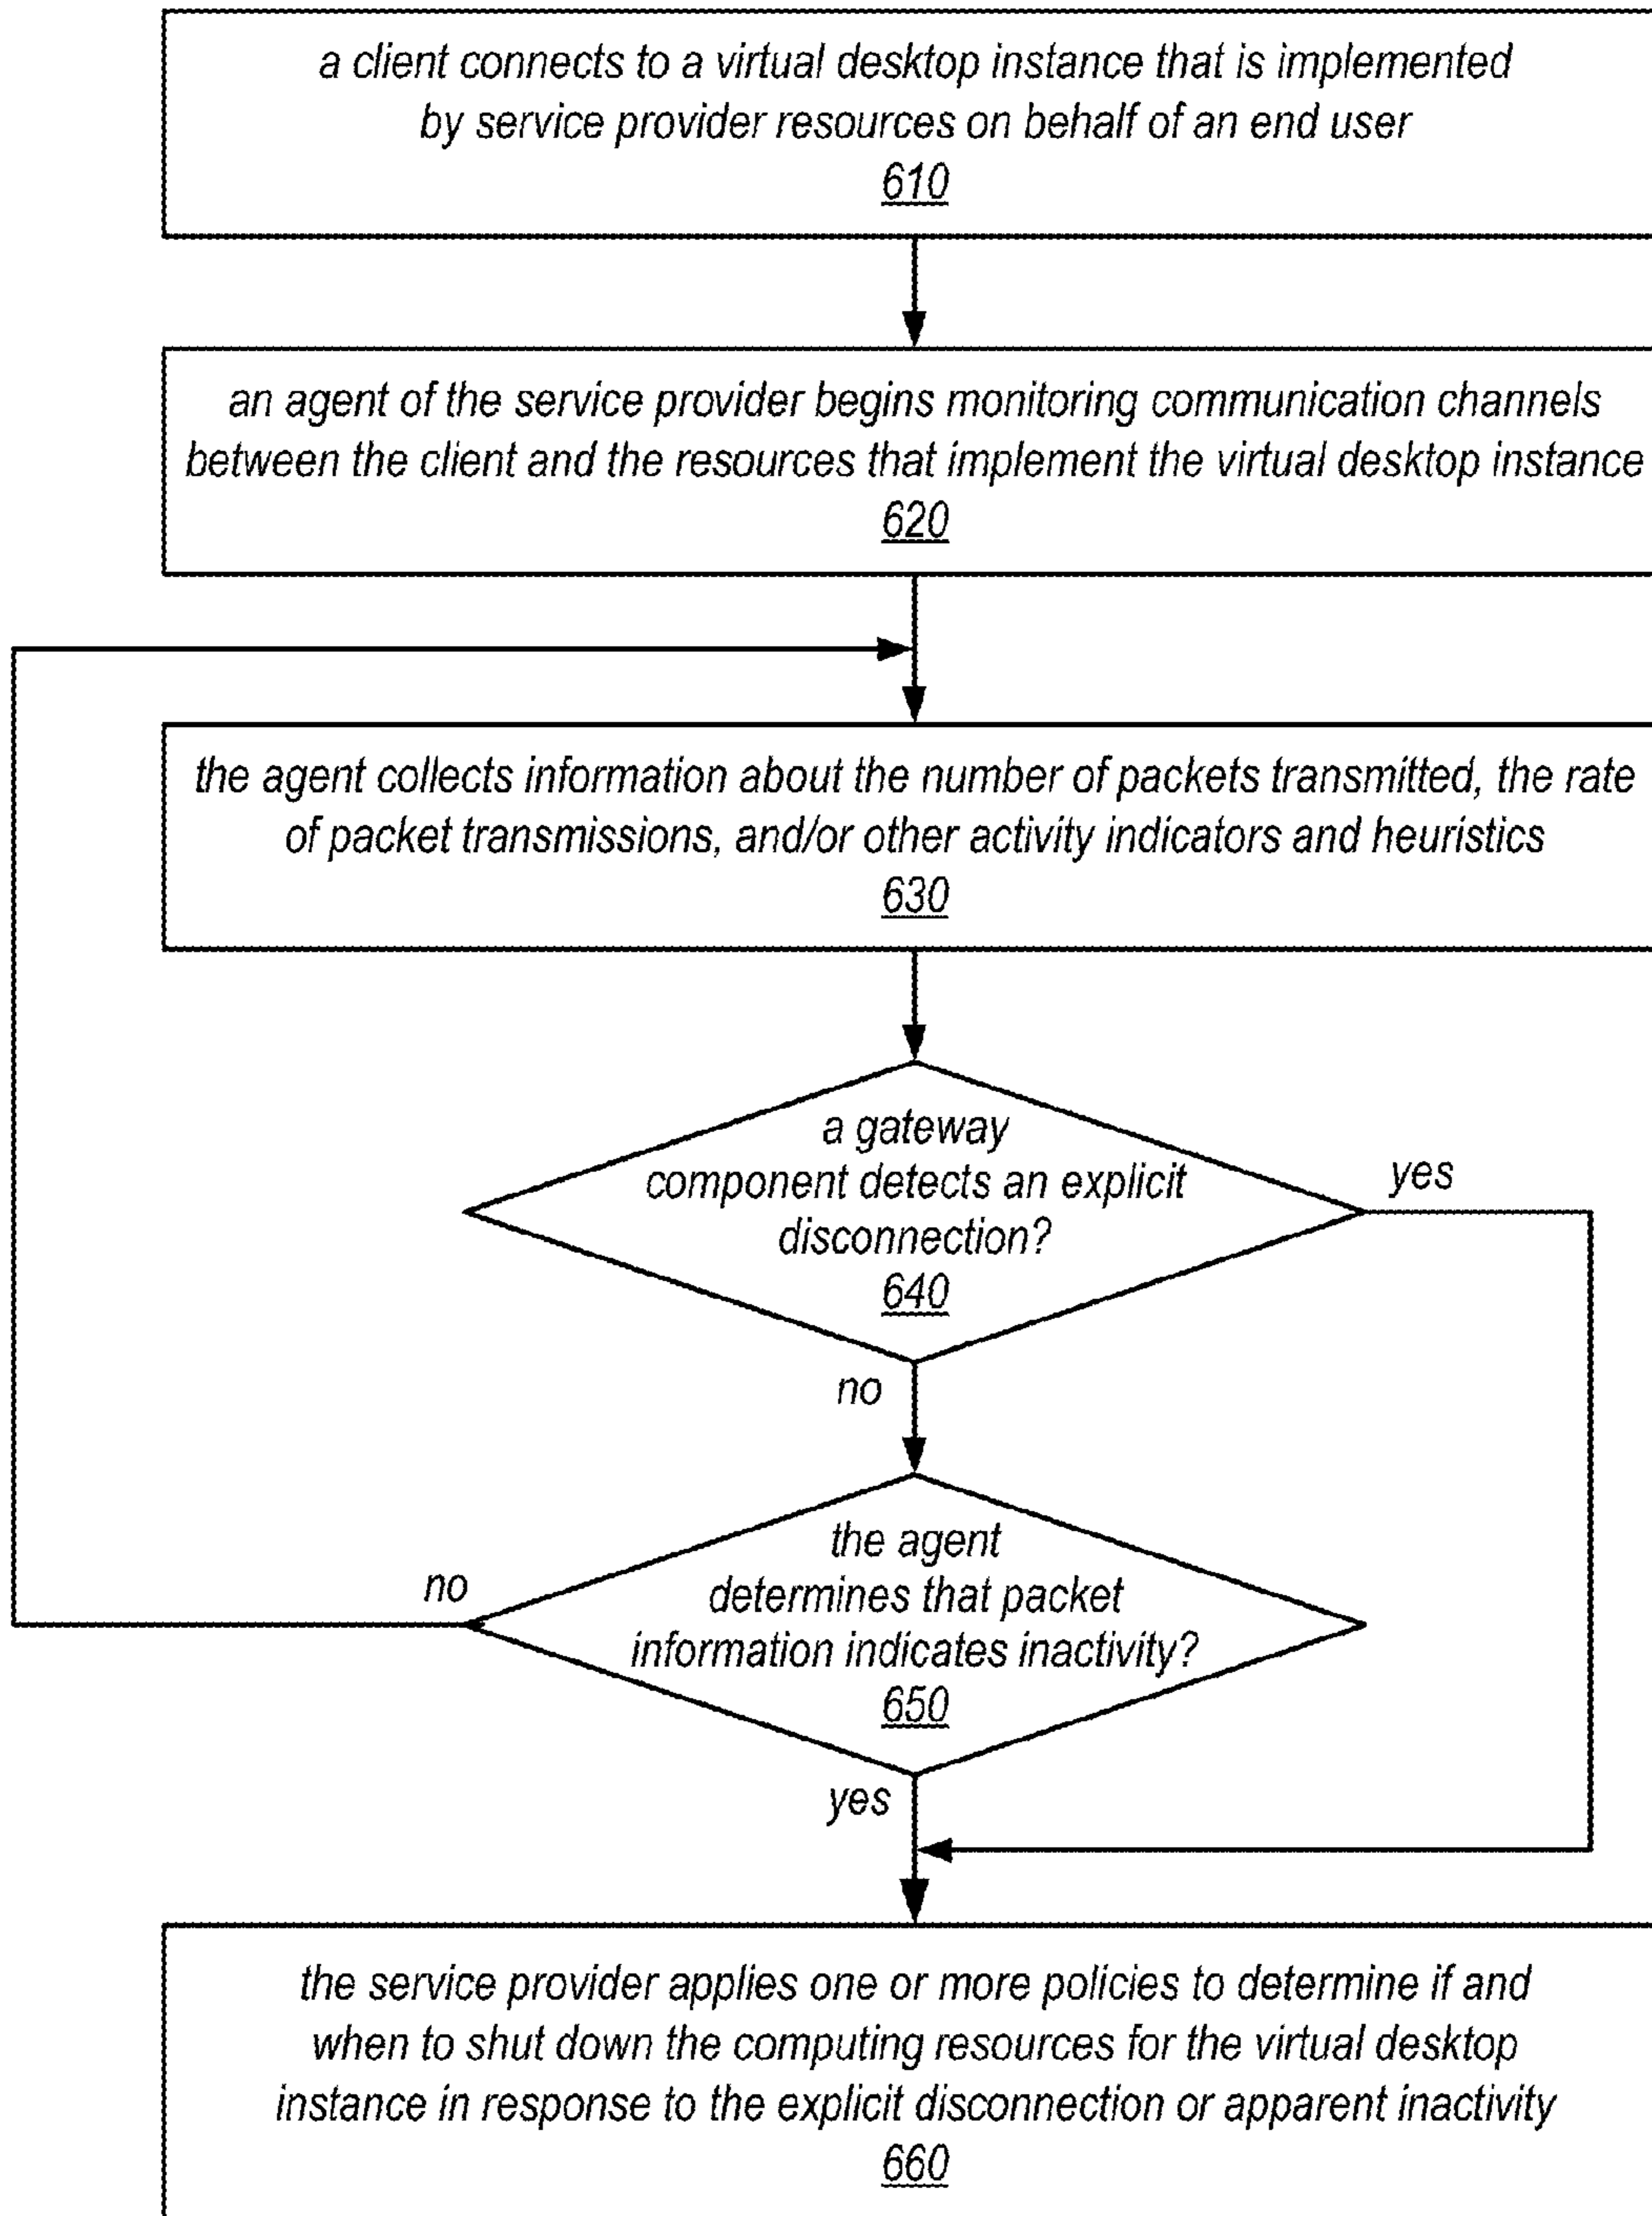 a client connects to a virtual desktop instance that is implemented
by service provider resources on behalf of an end user
610
an agent of the service provider begins monitoring communication channels
between the client and the resources that implement the virtual desktop instance
620
the agent collects information about the number of packets transmitted, the rate
of packet transmissions, and/or other activity indicators and heuristics
630
a gateway
component detects an explicit
disconnection?
640
yes
no
the agent
determines that packet
information indicates inactivity?
650
no
yes
the service provider applies one or more policies to determine if and
when to shut down the computing resources for the virtual desktop
instance in response to the explicit disconnection or apparent inactivity
660